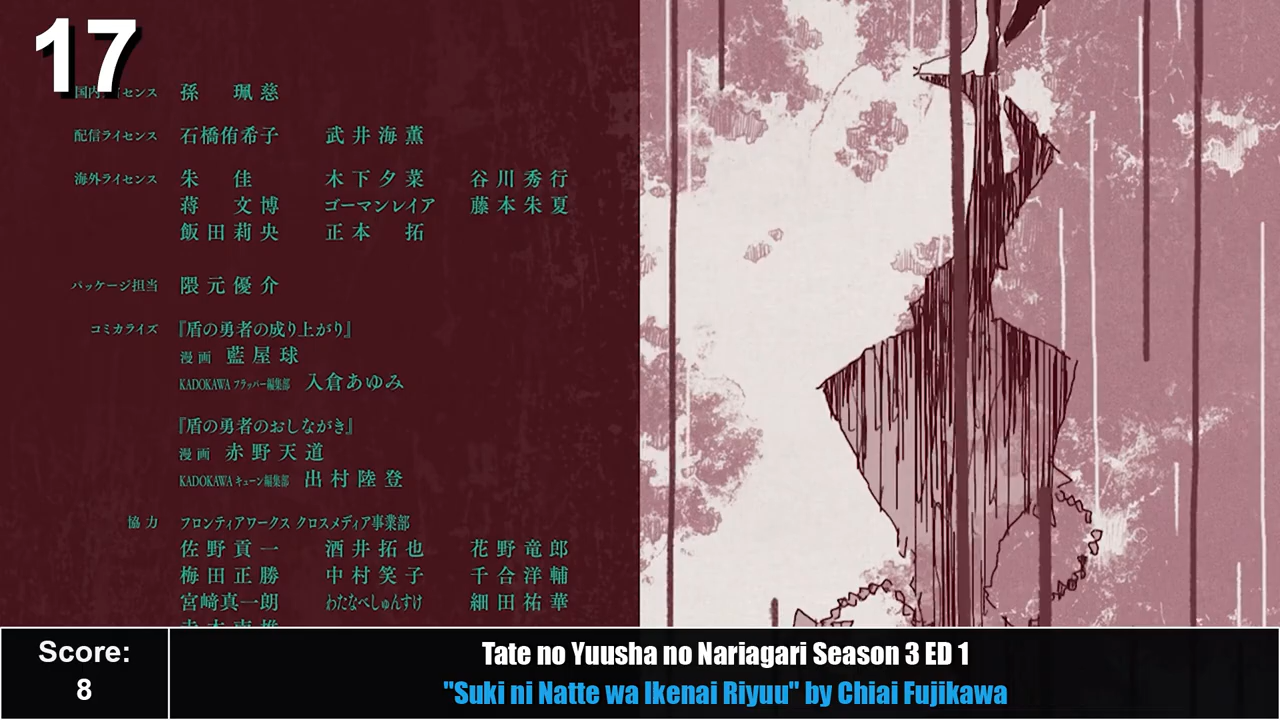 17
国内ライセンス 孫 珮慈
配信ライセンス 石橋侑希子 武井海薫
海外ライセンス 朱 佳 木下夕菜 谷川秀行
蒋 文博 ゴーマンレイア 藤本朱夏
飯田莉央 正本 拓
パッケージ担当 隈元優介
コミカライズ 『盾の勇者の成り上がり』
漫画 藍屋球
KADOKAWA フラッパー編集部 入倉あゆみ
『盾の勇者のおしながき』
漫画 赤野天道
KADOKAWA キューン編集部 出村陸登
協力 フロンティアワークス クロスメディア事業部
佐野貢一 酒井拓也 花野竜郎
梅田正勝 中村笑子 千合洋輔
宮﨑真一朗 わたなべしゅんすけ 細田祐華
Score:
8
Tate no Yuusha no Nariagari Season 3 ED 1
"Suki ni Natte wa Ikenai Riyuu" by Chiai Fujikawa